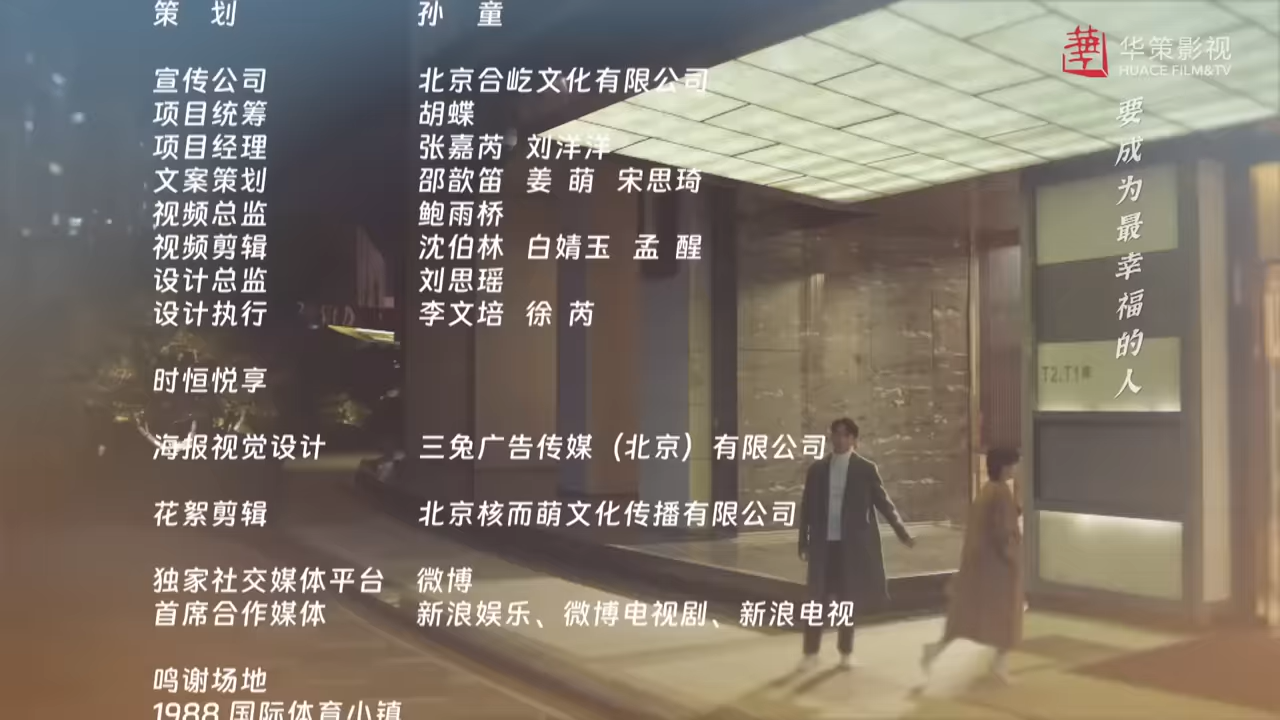 策 划 孙 童
宣传公司 北京合屹文化有限公司
项目统筹 胡蝶
项目经理 张嘉芮 刘洋洋
文案策划 邵歆笛 姜 萌 宋思琦
视频总监 鲍雨桥
视频剪辑 沈伯林 白婧玉 孟 醒
设计总监 刘思瑶
设计执行 李文培 徐 芮
时恒悦享
海报视觉设计 三兔广告传媒（北京）有限公司
花絮剪辑 北京核而萌文化传播有限公司
独家社交媒体平台 微博
首席合作媒体 新浪娱乐、微博电视剧、新浪电视
鸣谢场地
1988 国际体育小镇
華
华策影视
HUACE FILM&TV
要成为最幸福的人
T2.T1